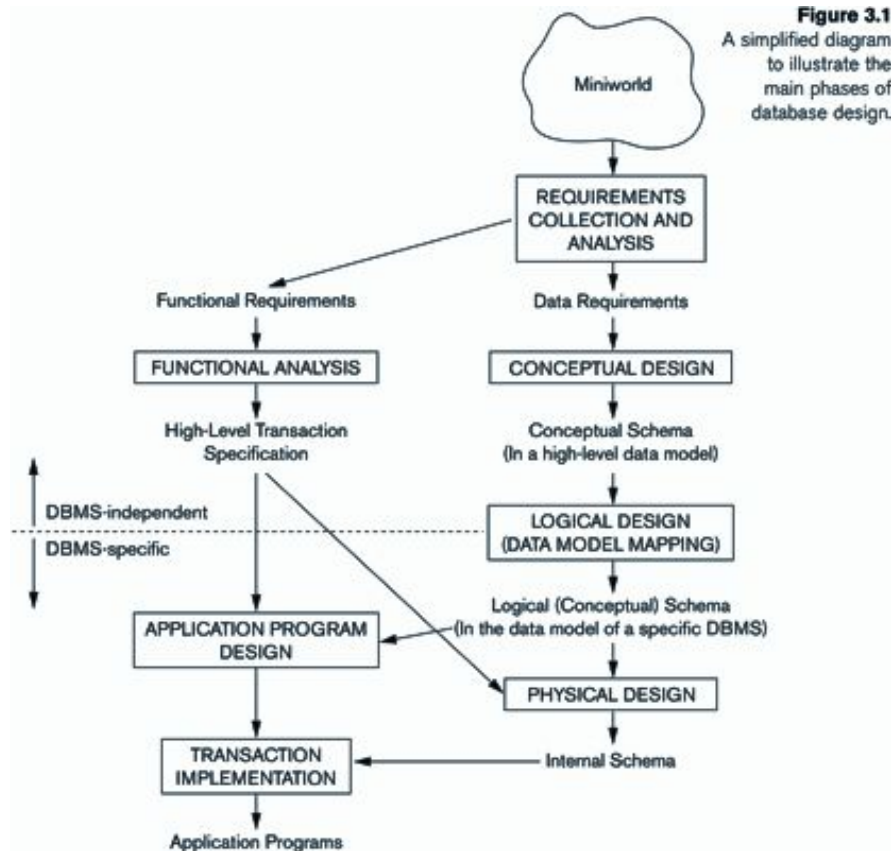 Figure 3.1
A simplified diagram
to illustrate the
main phases of
database design.
Miniworld
REQUIREMENTS
COLLECTION AND
ANALYSIS
Functional Requirements
Data Requirements
FUNCTIONAL ANALYSIS
CONCEPTUAL DESIGN
High-Level Transaction
Specification
Conceptual Schema
(In a high-level data model)
DBMS-independent
LOGICAL DESIGN
(DATA MODEL MAPPING)
DBMS-specific
Logical (Conceptual) Schema
(In the data model of a specific DBMS)
APPLICATION PROGRAM
DESIGN
PHYSICAL DESIGN
TRANSACTION
IMPLEMENTATION
Internal Schema
Application Programs